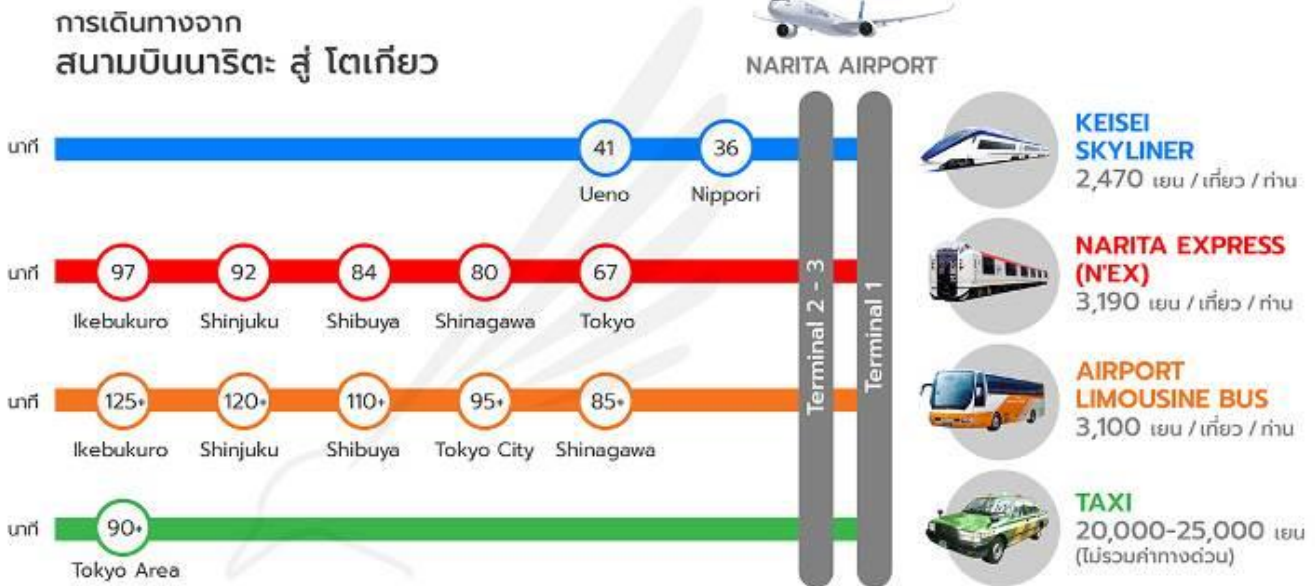 การเดินทางจาก
สนามบินนาริตะ สู่ โตเกียว
NARITA AIRPORT
นาที
41
36
Ueno
Nippori
KEISEI
SKYLINER
2,470 เยน / เที่ยว / ท่าน
นาที
97
92
84
80
67
Ikebukuro
Shinjuku
Shibuya
Shinagawa
Tokyo
NARITA EXPRESS
(N'EX)
3,190 เยน / เที่ยว / ท่าน
Terminal 2 - 3
Terminal 1
นาที
125+
120+
110+
95+
85+
Ikebukuro
Shinjuku
Shibuya
Tokyo City
Shinagawa
AIRPORT
LIMOUSINE BUS
3,100 เยน / เที่ยว / ท่าน
นาที
90+
Tokyo Area
TAXI
20,000-25,000 เยน
(ไม่รวมค่าทางด่วน)